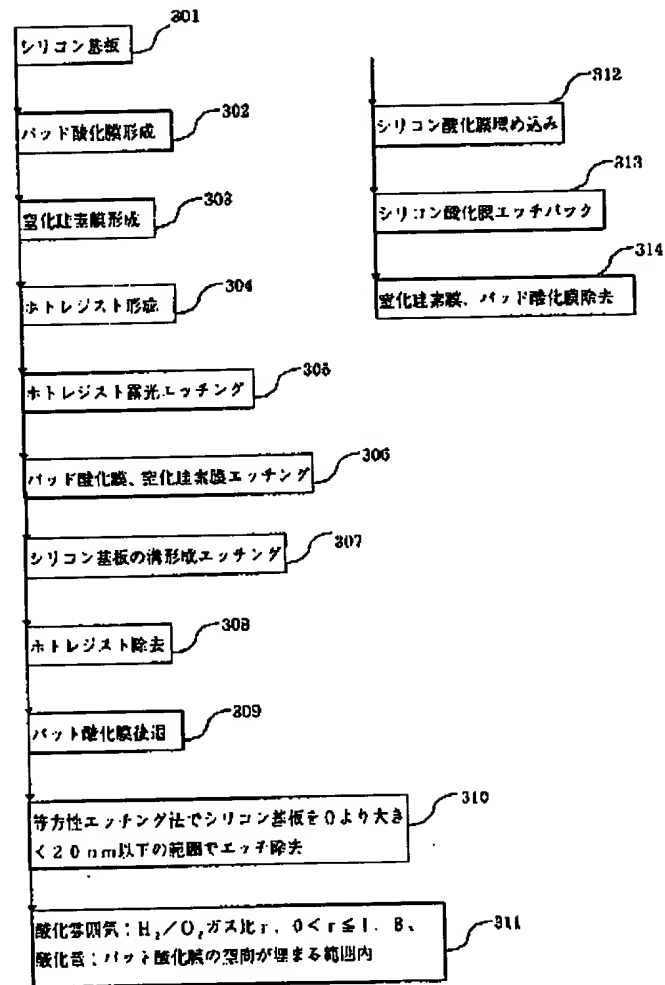 301
シリコン基板
302
パッド酸化膜形成
303
窒化珪素膜形成
304
ホトレジスト形成
305
ホトレジスト露光エッチング
306
パッド酸化膜、窒化珪素膜エッチング
307
シリコン基板の溝形成エッチング
308
ホトレジスト除去
309
パット酸化膜後退
310
等方性エッチング法でシリコン基板を0より大き
く20nm以下の範囲でエッチ除去
311
酸化雰囲気:H₂/O₂ガス比r、0<r≦1.8、
酸化量:パット酸化膜の空間が埋まる範囲内
312
シリコン酸化膜埋め込み
313
シリコン酸化膜エッチバック
314
窒化珪素膜、パッド酸化膜除去